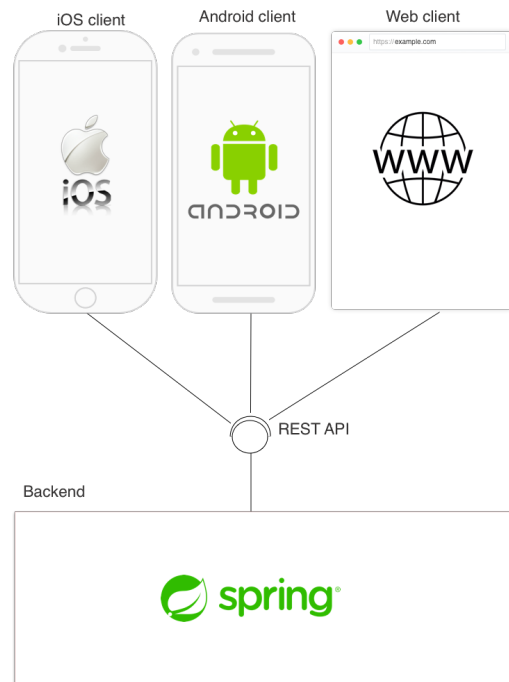 iOS client
Android client
Web client
https://example.com
iOS
ANDROID
WWW
REST API
Backend
spring®